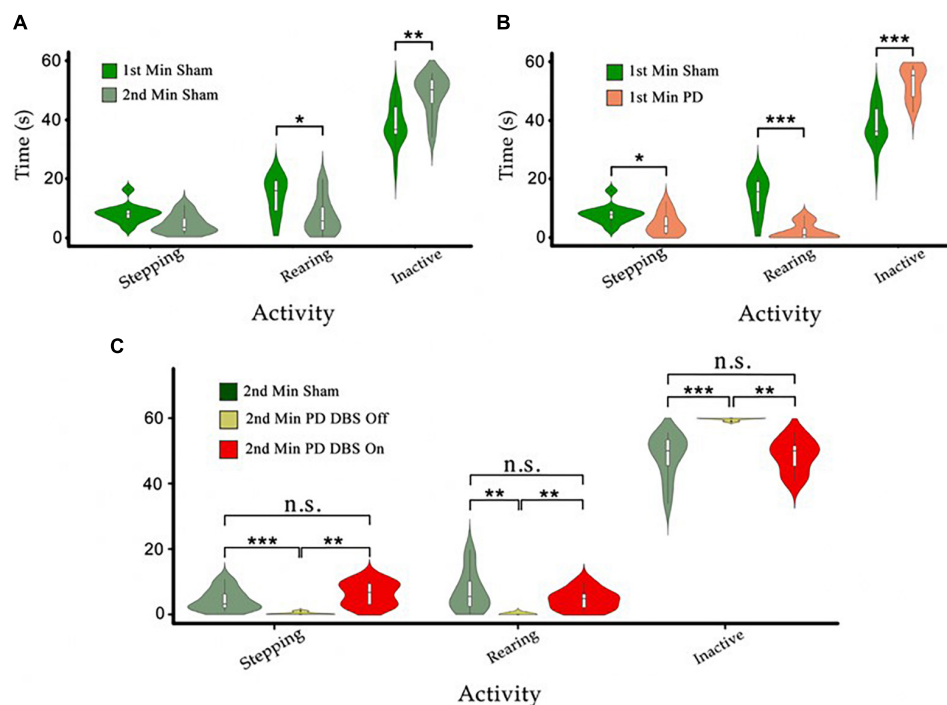 A
B
Time (s)
60
40
20
0
1st Min Sham
2nd Min Sham
*
**
Stepping
Rearing
Inactive
Activity
Time (s)
60
40
20
0
1st Min Sham
1st Min PD
*
***
***
Stepping
Rearing
Inactive
Activity
C
60
40
20
0
2nd Min Sham
2nd Min PD DBS Off
2nd Min PD DBS On
n.s.
*** **
n.s.
** **
n.s.
*** **
Stepping
Rearing
Inactive
Activity